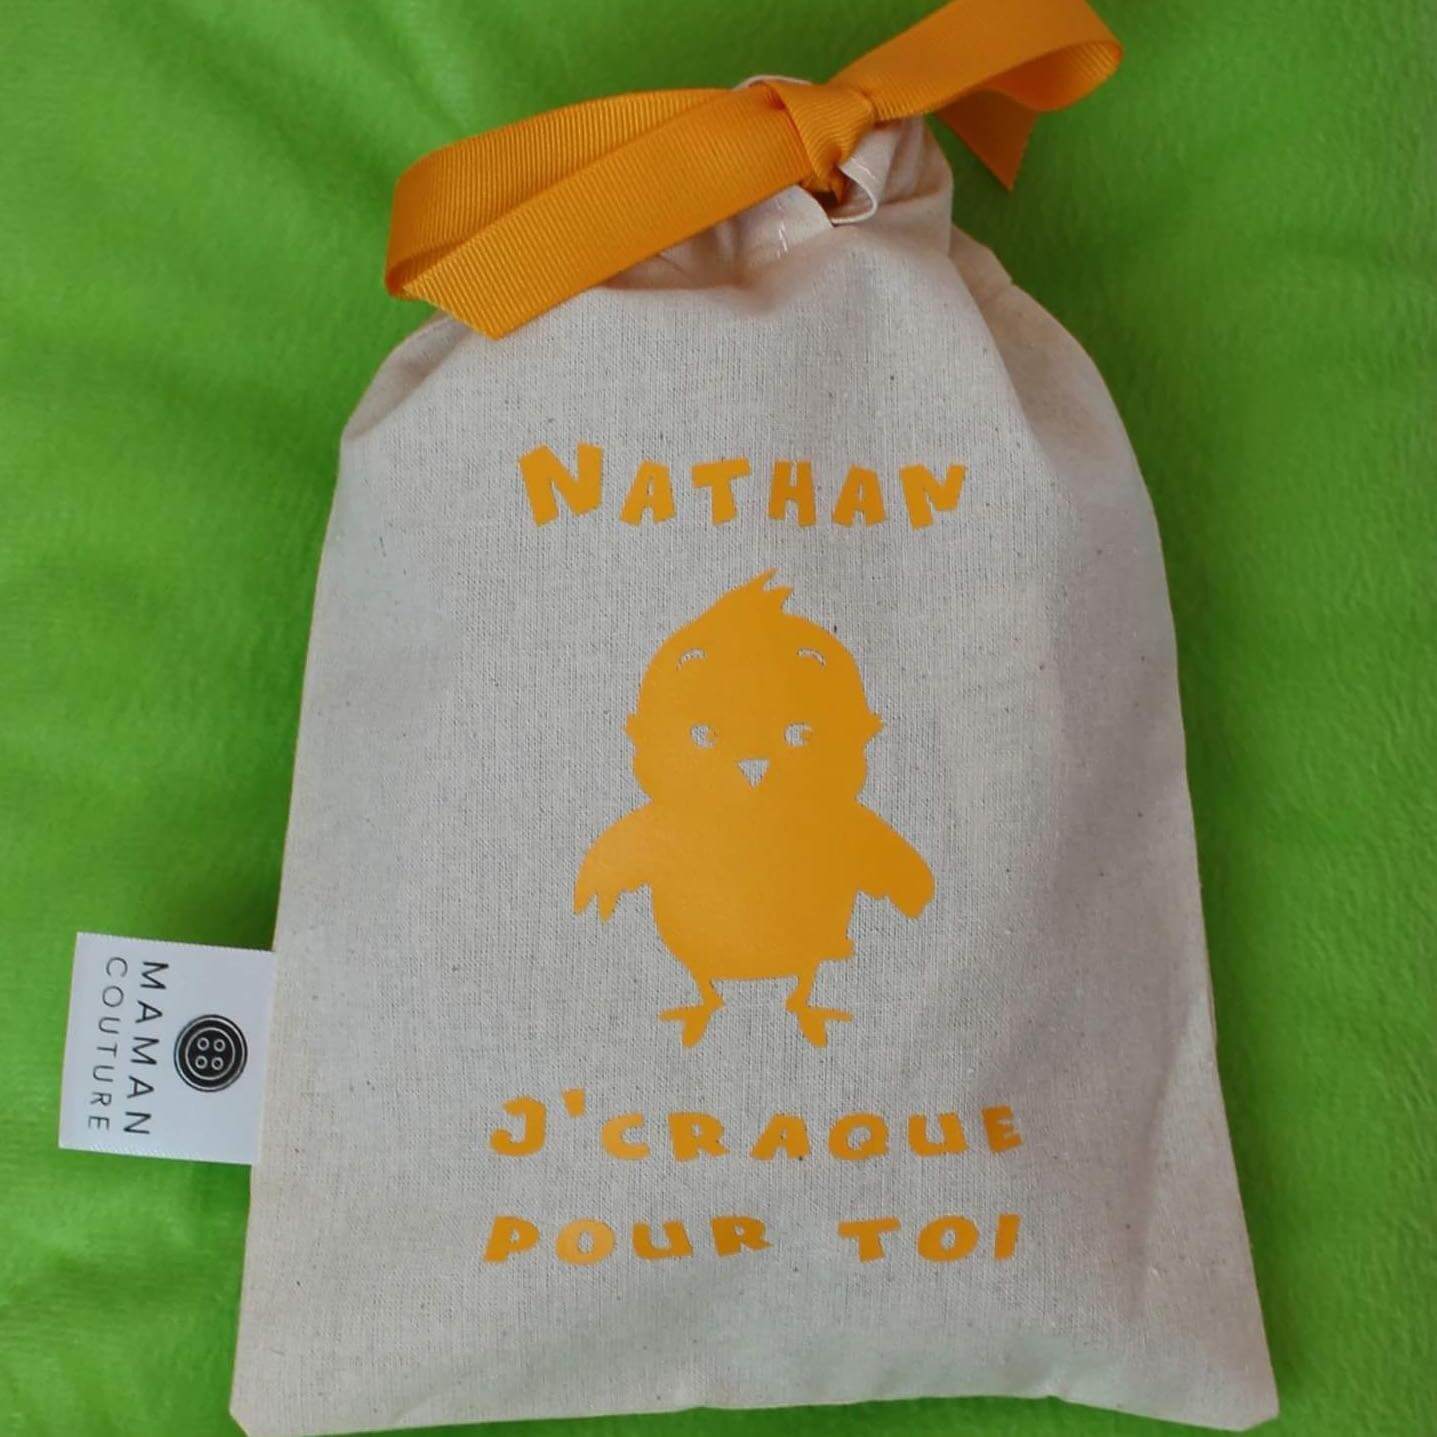 NATHAN
J'CRAQUE
POUR TOI
MAMAN
COUTURE